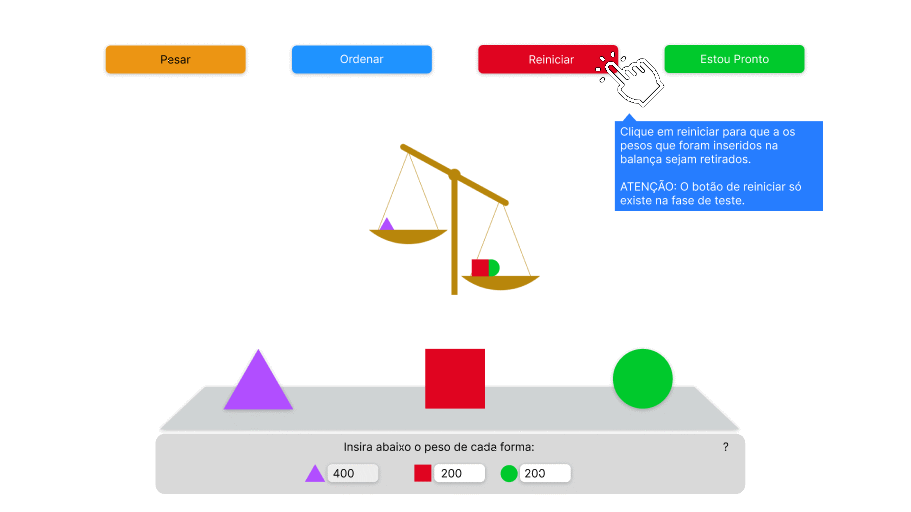 Pesar
Ordenar
Reiniciar
Estou Pronto
Clique em reiniciar para que a os
pesos que foram inseridos na
balança sejam retirados.
ATENÇÃO: O botão de reiniciar só
existe na fase de teste.
Insira abaixo o peso de cada forma:
?
400
200
200